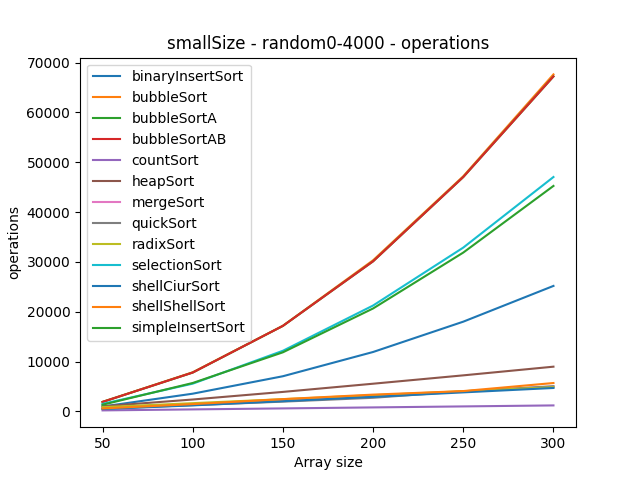 smallSize - random0-4000 - operations
70000
60000
50000
40000
30000
20000
10000
0
operations
binaryInsertSort
bubbleSort
bubbleSortA
bubbleSortAB
countSort
heapSort
mergeSort
quickSort
radixSort
selectionSort
shellCiurSort
shellShellSort
simpleInsertSort
50 100 150 200 250 300
Array size